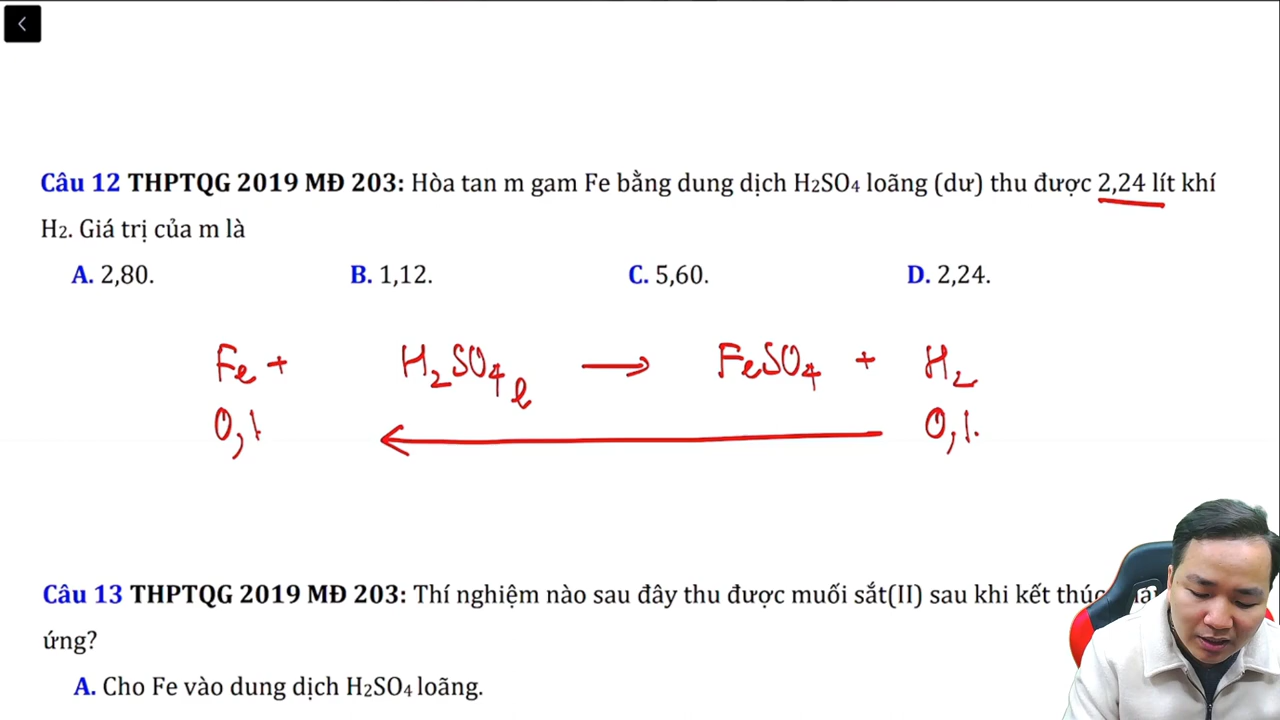 Câu 12 THPTQG 2019 MĐ 203: Hòa tan m gam Fe bằng dung dịch H₂SO₄ loãng (dư) thu được 2,24 lít khí
H₂. Giá trị của m là
A. 2,80. B. 1,12. C. 5,60. D. 2,24.
Fe + H₂SO₄ l → FeSO₄ + H₂
0,1 ← 0,1
Câu 13 THPTQG 2019 MĐ 203: Thí nghiệm nào sau đây thu được muối sắt(II) sau khi kết thúc
ứng?
A. Cho Fe vào dung dịch H₂SO₄ loãng.